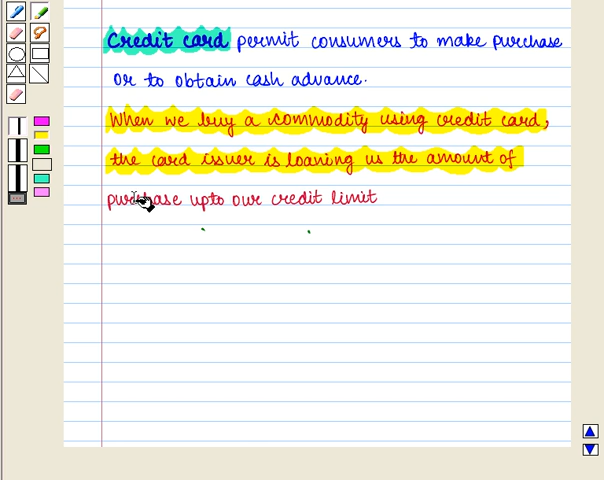 Credit card permit consumers to make purchase
or to obtain cash advance.
When we buy a commodity using credit card,
the card issuer is loaning us the amount of
purchase upto our credit limit